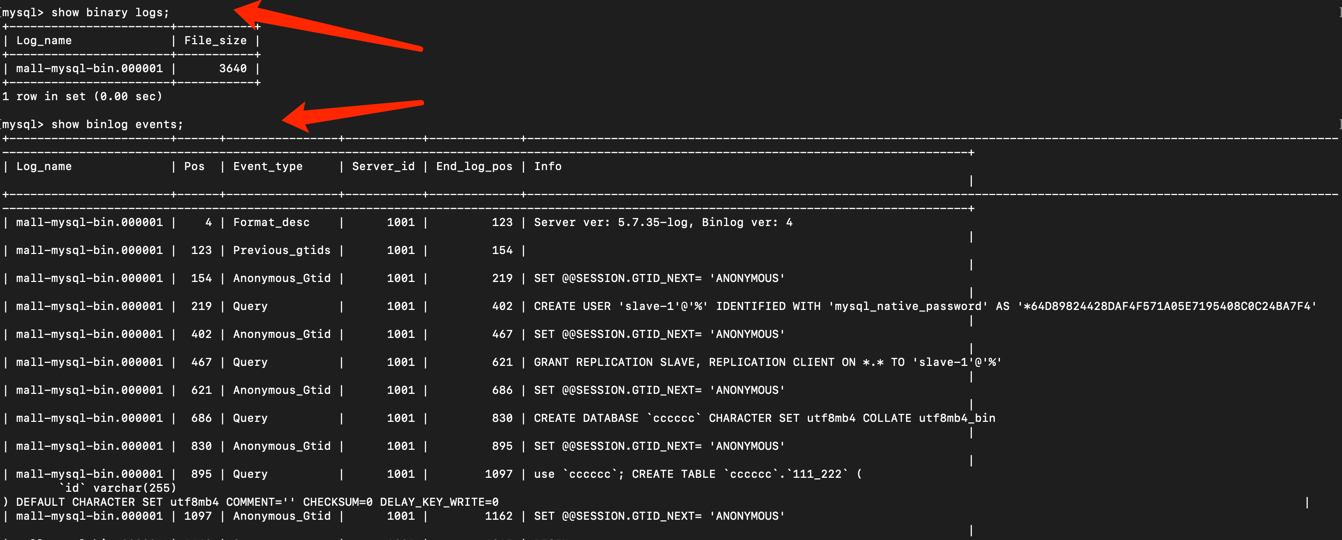 [mysql> show binary logs;
+----------------------+-----------+
| Log_name | File_size |
+----------------------+-----------+
| mall-mysql-bin.000001 | 3640 |
+----------------------+-----------+
1 row in set (0.00 sec)
[mysql> show binlog events;
| Log_name | Pos | Event_type | Server_id | End_log_pos | Info |
| mall-mysql-bin.000001 | 4 | Format_desc | 1001 | 123 | Server ver: 5.7.35-log, Binlog ver: 4 |
| mall-mysql-bin.000001 | 123 | Previous_gtids | 1001 | 154 | |
| mall-mysql-bin.000001 | 154 | Anonymous_Gtid | 1001 | 219 | SET @@SESSION.GTID_NEXT= 'ANONYMOUS' |
| mall-mysql-bin.000001 | 219 | Query | 1001 | 402 | CREATE USER 'slave-1'@'%' IDENTIFIED WITH 'mysql_native_password' AS '*64D89824428DAF4F571A05E7195408C0C24BA7F4' |
| mall-mysql-bin.000001 | 402 | Anonymous_Gtid | 1001 | 467 | SET @@SESSION.GTID_NEXT= 'ANONYMOUS' |
| mall-mysql-bin.000001 | 467 | Query | 1001 | 621 | GRANT REPLICATION SLAVE, REPLICATION CLIENT ON *.* TO 'slave-1'@'%' |
| mall-mysql-bin.000001 | 621 | Anonymous_Gtid | 1001 | 686 | SET @@SESSION.GTID_NEXT= 'ANONYMOUS' |
| mall-mysql-bin.000001 | 686 | Query | 1001 | 830 | CREATE DATABASE `cccccc` CHARACTER SET utf8mb4 COLLATE utf8mb4_bin |
| mall-mysql-bin.000001 | 830 | Anonymous_Gtid | 1001 | 895 | SET @@SESSION.GTID_NEXT= 'ANONYMOUS' |
| mall-mysql-bin.000001 | 895 | Query | 1001 | 1097 | use `cccccc`; CREATE TABLE `cccccc`.`111_222` (
`id` varchar(255)
) DEFAULT CHARACTER SET utf8mb4 COMMENT='' CHECKSUM=0 DELAY_KEY_WRITE=0 |
| mall-mysql-bin.000001 | 1097 | Anonymous_Gtid | 1001 | 1162 | SET @@SESSION.GTID_NEXT= 'ANONYMOUS' |